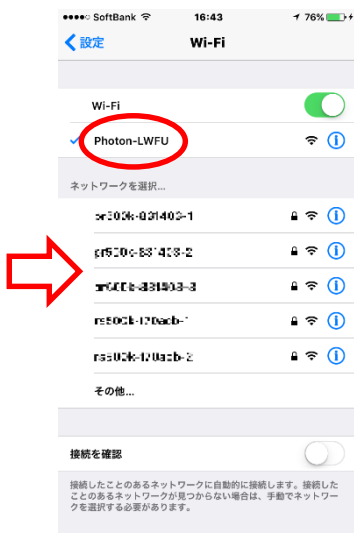 SoftBank 16:43 76%
設定 Wi-Fi
Wi-Fi
Photon-LWFU
ネットワークを選択...
その他...
接続を確認
接続したことのあるネットワークに自動的に接続します。接続した
ことのあるネットワークが見つからない場合は、手動でネットワー
クを選択する必要があります。